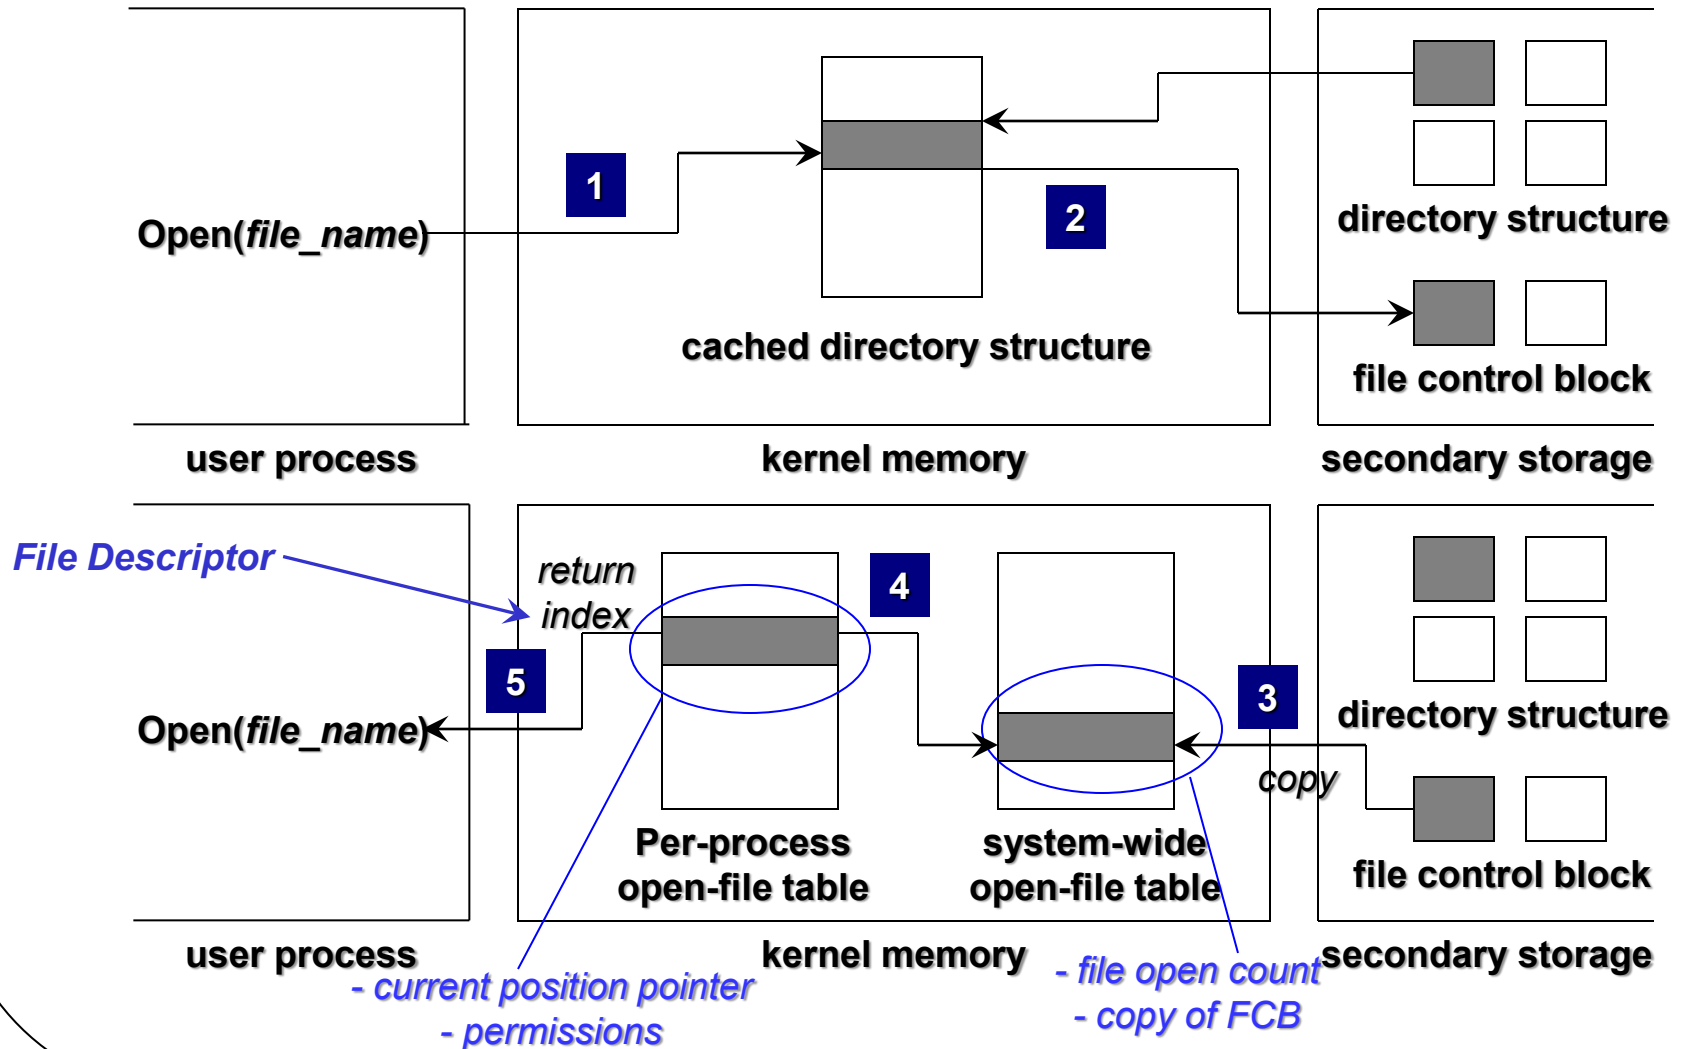 1
2
Open(file_name)
directory structure
cached directory structure
file control block
user process
kernel memory
secondary storage
File Descriptor
return
index
4
5
3
Open(file_name)
directory structure
copy
Per-process
open-file table
system-wide
open-file table
file control block
user process
kernel memory
secondary storage
- current position pointer
- permissions
- file open count
- copy of FCB